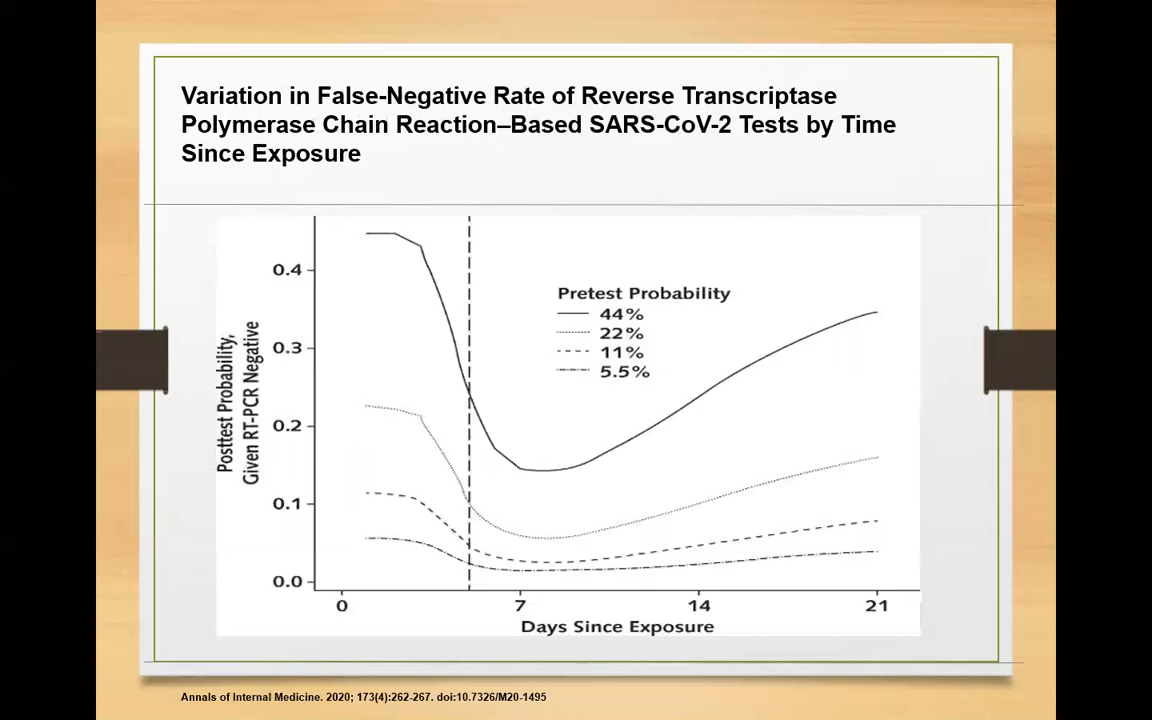 Variation in False-Negative Rate of Reverse Transcriptase
Polymerase Chain Reaction–Based SARS-CoV-2 Tests by Time
Since Exposure
Posttest Probability,
Given RT-PCR Negative
0.4
0.3
0.2
0.1
0.0
Pretest Probability
44%
22%
11%
5.5%
0
7
14
21
Days Since Exposure
Annals of Internal Medicine. 2020; 173(4):262-267. doi:10.7326/M20-1495